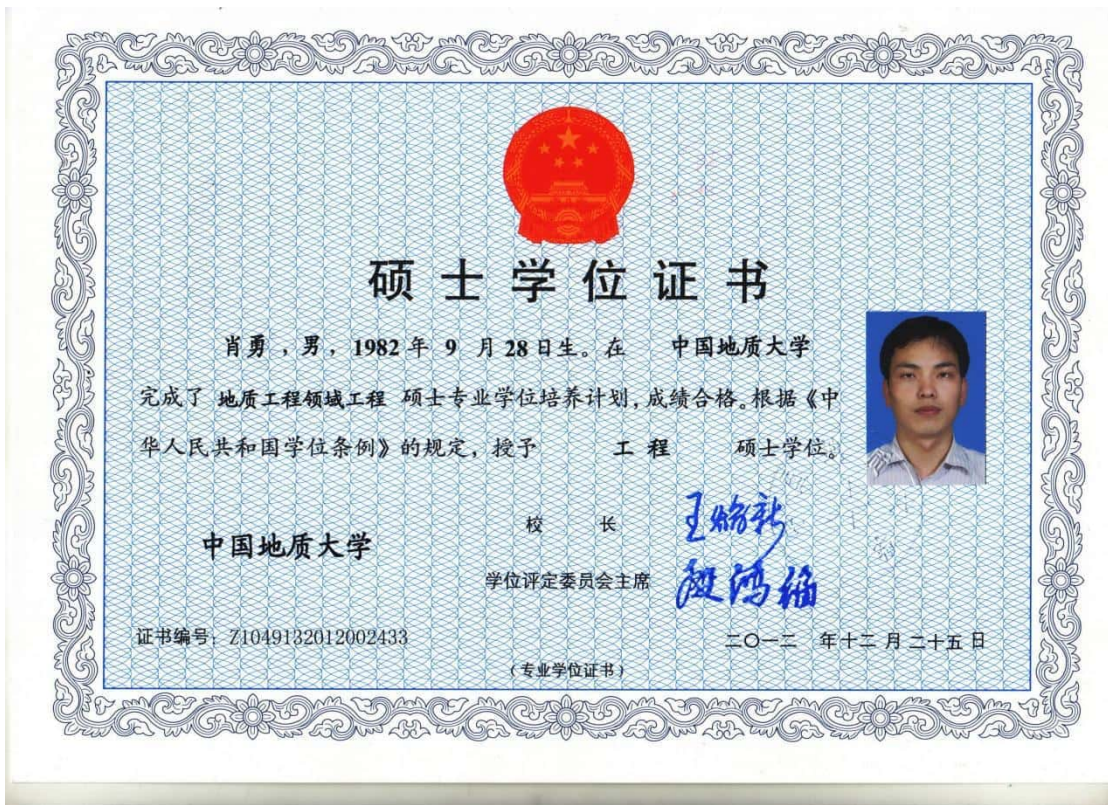 硕士学位证书
肖勇，男，1982年9月28日生。在 中国地质大学
完成了 地质工程领域工程 硕士专业学位培养计划，成绩合格。根据《中
华人民共和国学位条例》的规定，授予 工程 硕士学位。
校长 王焰新
中国地质大学
学位评定委员会主席 殷鸿福
证书编号：Z1049132012002433
二〇一二 年十二月二十五日
（专业学位证书）